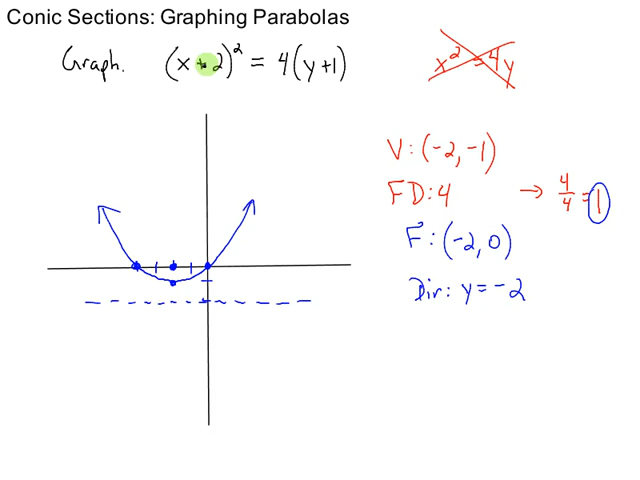 Conic Sections: Graphing Parabolas
Graph. (x+2)² = 4(y+1)
x² = 4y
V: (-2, -1)
FD: 4 → 4/4 = 1
F: (-2, 0)
Dir: y = -2